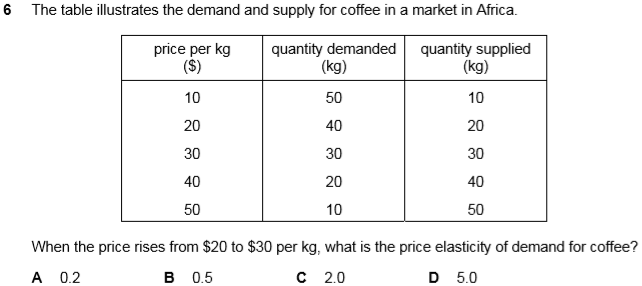 6 The table illustrates the demand and supply for coffee in a market in Africa.
price per kg ($) quantity demanded (kg) quantity supplied (kg)
10 50 10
20 40 20
30 30 30
40 20 40
50 10 50
When the price rises from $20 to $30 per kg, what is the price elasticity of demand for coffee?
A 0.2 B 0.5 C 2.0 D 5.0